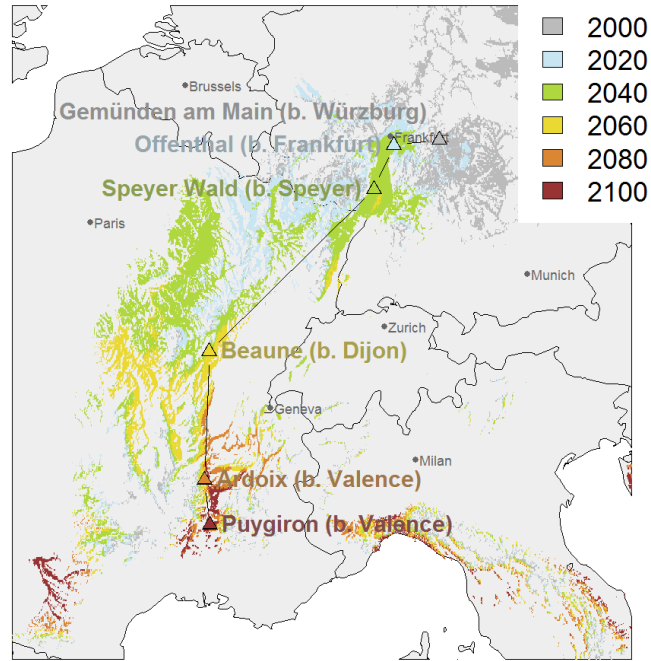 2000
2020
2040
2060
2080
2100
Brussels
Gemünden am Main (b. Würzburg)
Offenthal (b. Frankfurt)
Frankfurt
Speyer Wald (b. Speyer)
Paris
Munich
Zurich
Beaune (b. Dijon)
Geneva
Milan
Ardoix (b. Valence)
Puygiron (b. Valence)